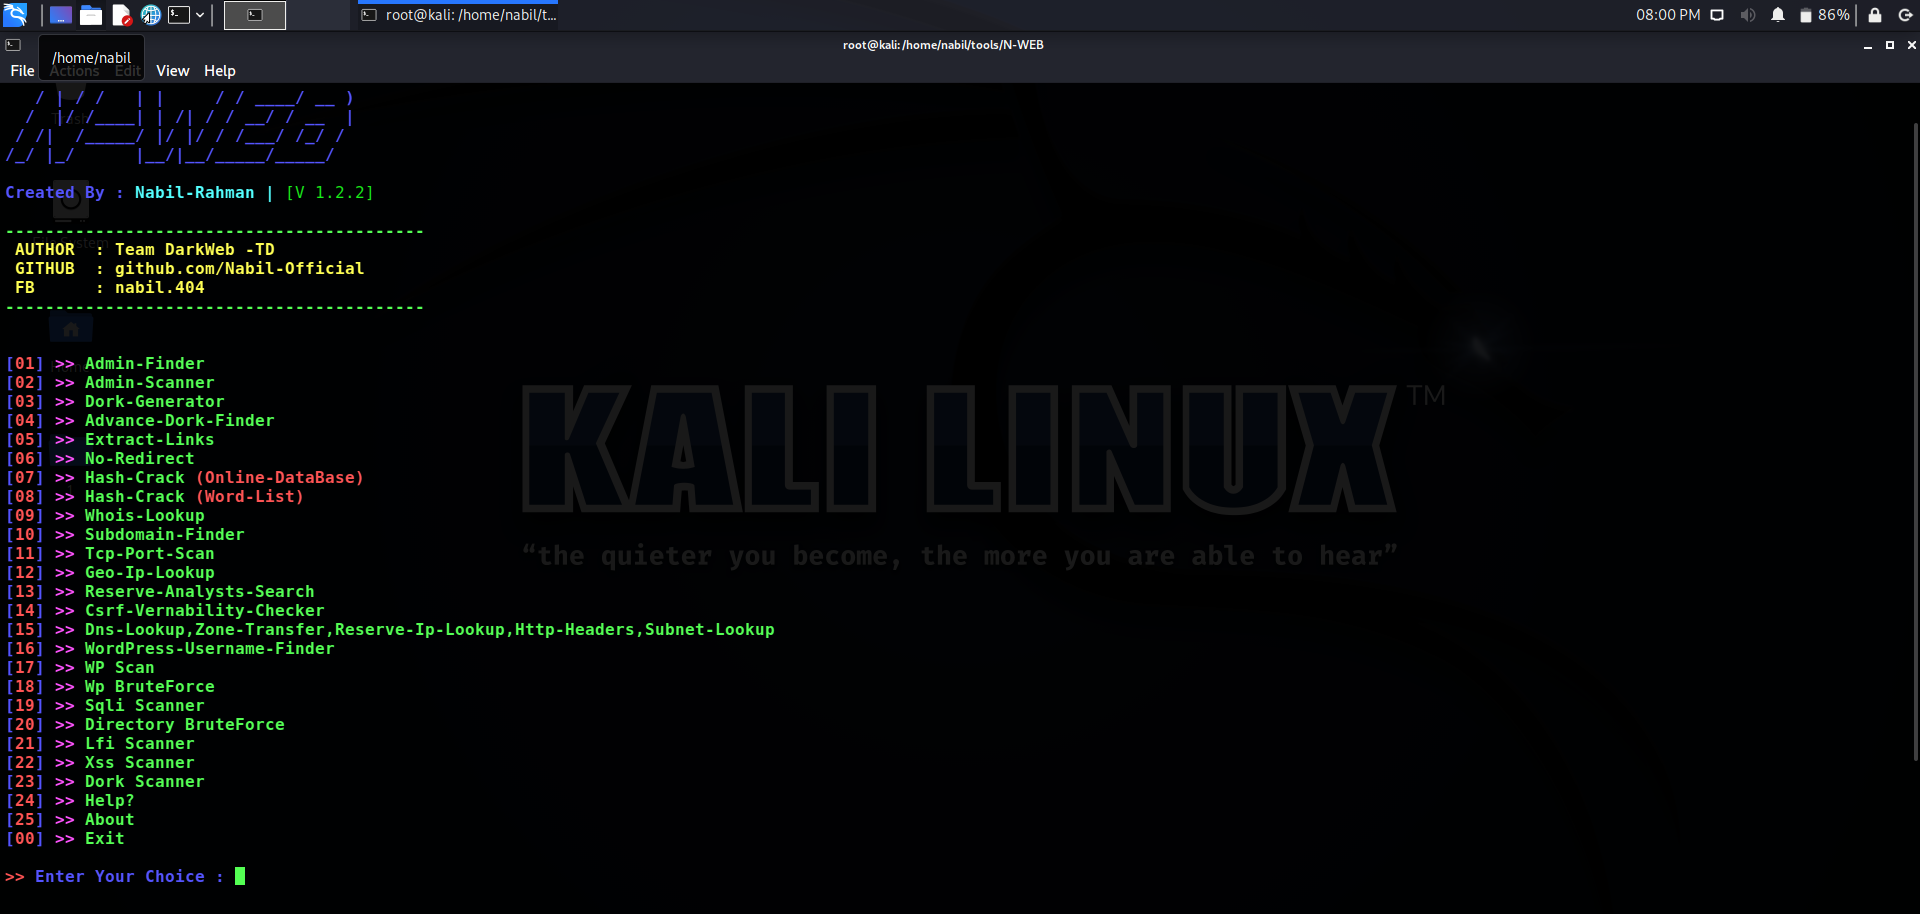 root@kali: /home/nabil/t...
08:00 PM
86%
/home/nabil
root@kali: /home/nabil/tools/N-WEB
File Actions Edit View Help
N-WEB
Created By : Nabil-Rahman | [V 1.2.2]
------------------------------------------
AUTHOR : Team DarkWeb -TD
GITHUB : github.com/Nabil-Official
FB : nabil.404
------------------------------------------
[01] >> Admin-Finder
[02] >> Admin-Scanner
[03] >> Dork-Generator
[04] >> Advance-Dork-Finder
[05] >> Extract-Links
[06] >> No-Redirect
[07] >> Hash-Crack (Online-DataBase)
[08] >> Hash-Crack (Word-List)
[09] >> Whois-Lookup
[10] >> Subdomain-Finder
[11] >> Tcp-Port-Scan
[12] >> Geo-Ip-Lookup
[13] >> Reserve-Analysts-Search
[14] >> Csrf-Vernability-Checker
[15] >> Dns-Lookup,Zone-Transfer,Reserve-Ip-Lookup,Http-Headers,Subnet-Lookup
[16] >> WordPress-Username-Finder
[17] >> WP Scan
[18] >> Wp BruteForce
[19] >> Sqli Scanner
[20] >> Directory BruteForce
[21] >> Lfi Scanner
[22] >> Xss Scanner
[23] >> Dork Scanner
[24] >> Help?
[25] >> About
[00] >> Exit
>> Enter Your Choice :
KALI LINUX™
“the quieter you become, the more you are able to hear”